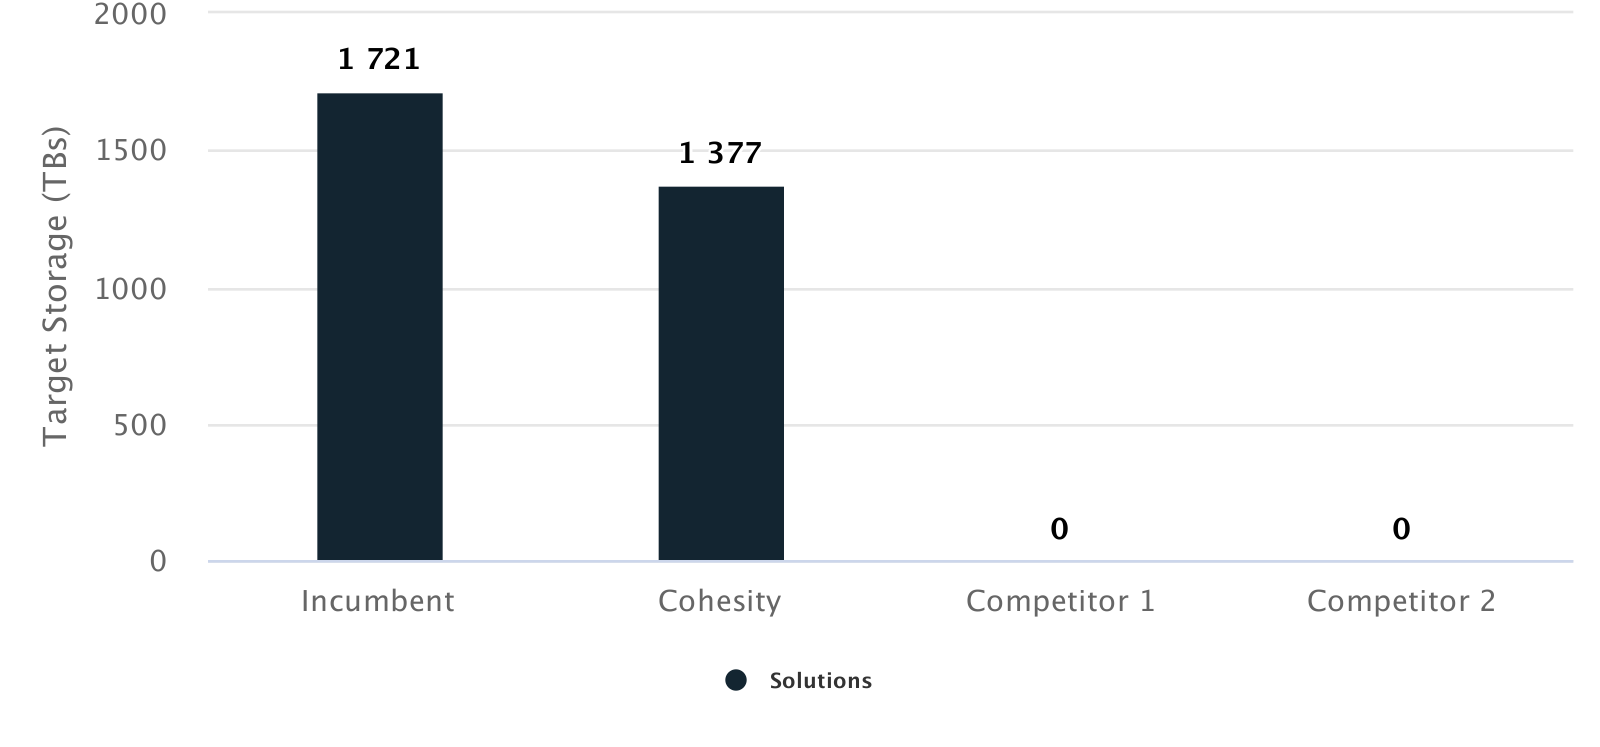 2000
1 721
1500
1 377
1000
500
0
0
0
Target Storage (TBs)
Incumbent
Cohesity
Competitor 1
Competitor 2
Solutions